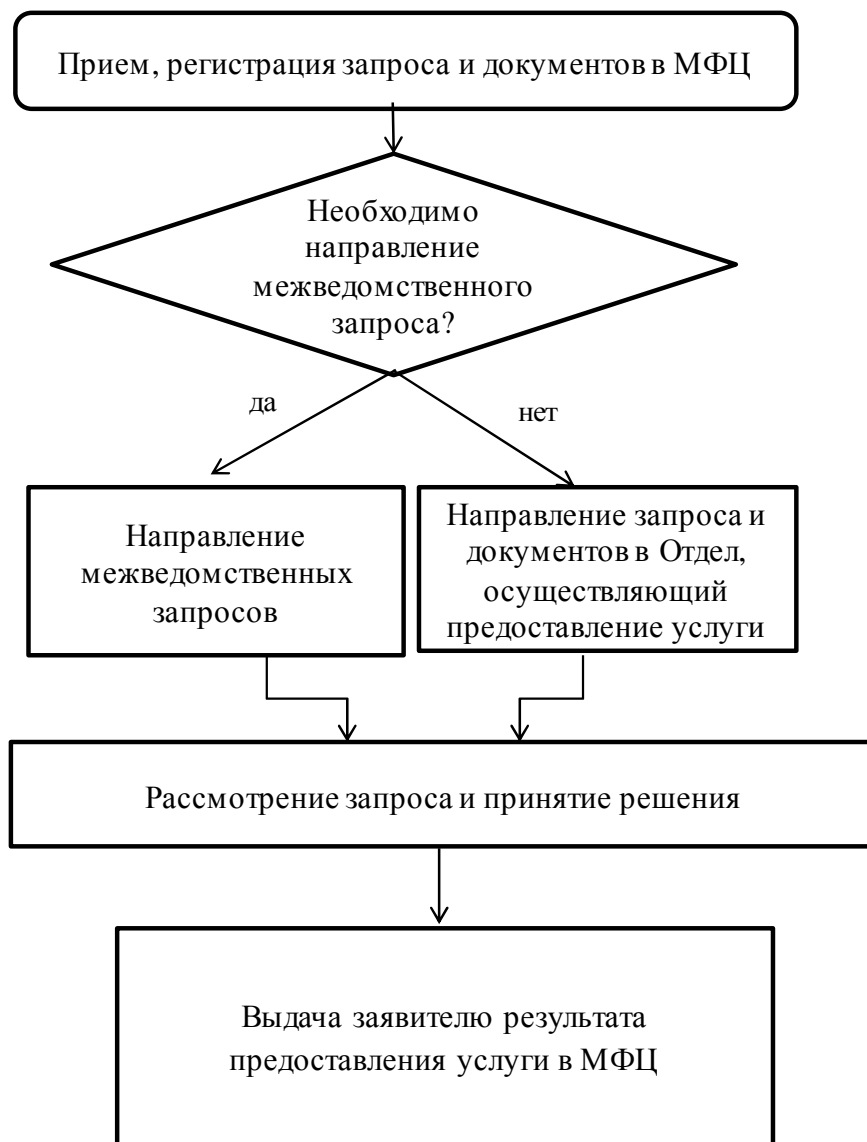 Прием, регистрация запроса и документов в МФЦ
Необходимо
направление
межведомственного
запроса?
да
нет
Направление
межведомственных
запросов
Направление запроса и
документов в Отдел,
осуществляющий
предоставление услуги
Рассмотрение запроса и принятие решения
Выдача заявителю результата
предоставления услуги в МФЦ